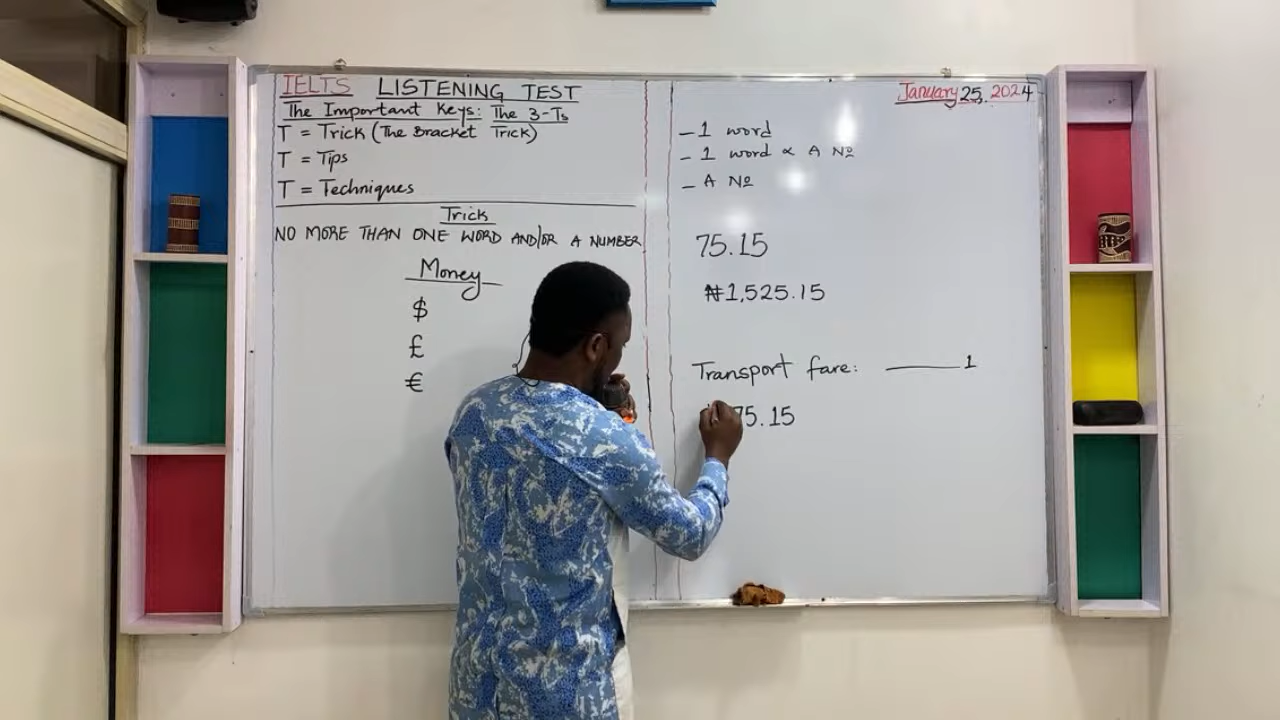 IELTS LISTENING TEST
The Important Keys: The 3-Ts
T = Trick (The Bracket Trick)
T = Tips
T = Techniques
Trick
NO MORE THAN ONE WORD AND/OR A NUMBER
Money
$
£
€
January 25, 2024
- 1 word
- 1 word ∝ A №
- A №
75.15
₦1,525.15
Transport fare: ______ 1
75.15